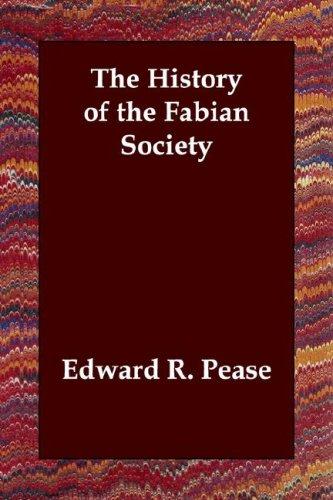 The History
of the Fabian
Society
Edward R. Pease